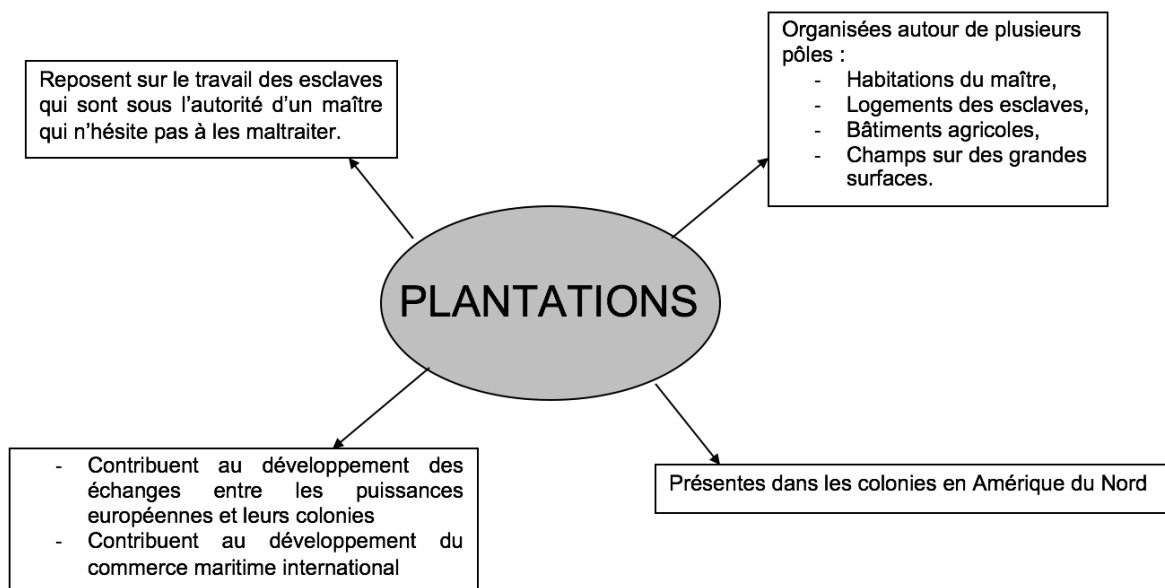 Reposent sur le travail des esclaves
qui sont sous l'autorité d'un maître
qui n'hésite pas à les maltraiter.
Organisées autour de plusieurs
pôles :
- Habitations du maître,
- Logements des esclaves,
- Bâtiments agricoles,
- Champs sur des grandes
surfaces.
PLANTATIONS
- Contribuent au développement des
échanges entre les puissances
européennes et leurs colonies
- Contribuent au développement du
commerce maritime international
Présentes dans les colonies en Amérique du Nord